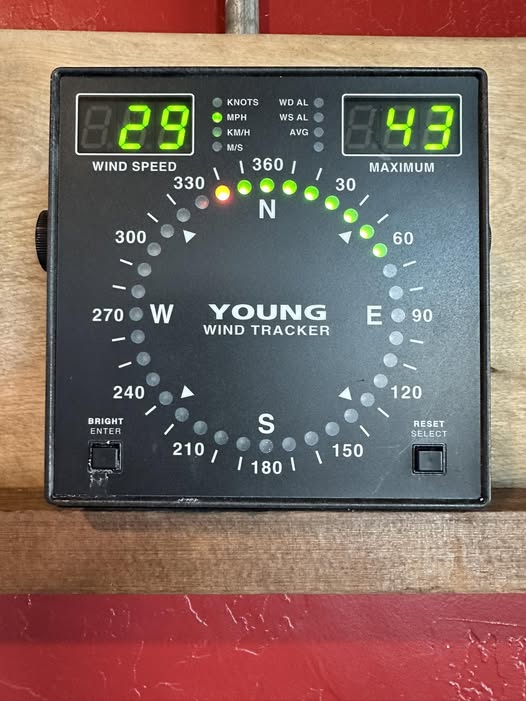 29
KNOTS
MPH
KM/H
M/S
WD AL
WS AL
AVG
43
WIND SPEED
MAXIMUM
360
330
30
N
300
60
270
W
YOUNG
WIND TRACKER
E
90
240
120
S
210
150
180
BRIGHT
ENTER
RESET
SELECT